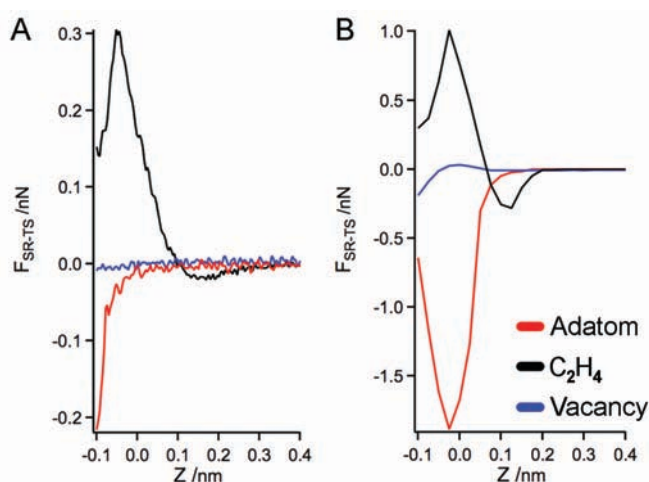 A
B
F_SR-TS /nN
0.3
0.2
0.1
0.0
-0.1
-0.2
-0.1 0.0 0.1 0.2 0.3 0.4
Z /nm
F_SR-TS /nN
1.0
0.5
0.0
-0.5
-1.0
-1.5
Adatom
C₂H₄
Vacancy
-0.1 0.0 0.1 0.2 0.3 0.4
Z /nm